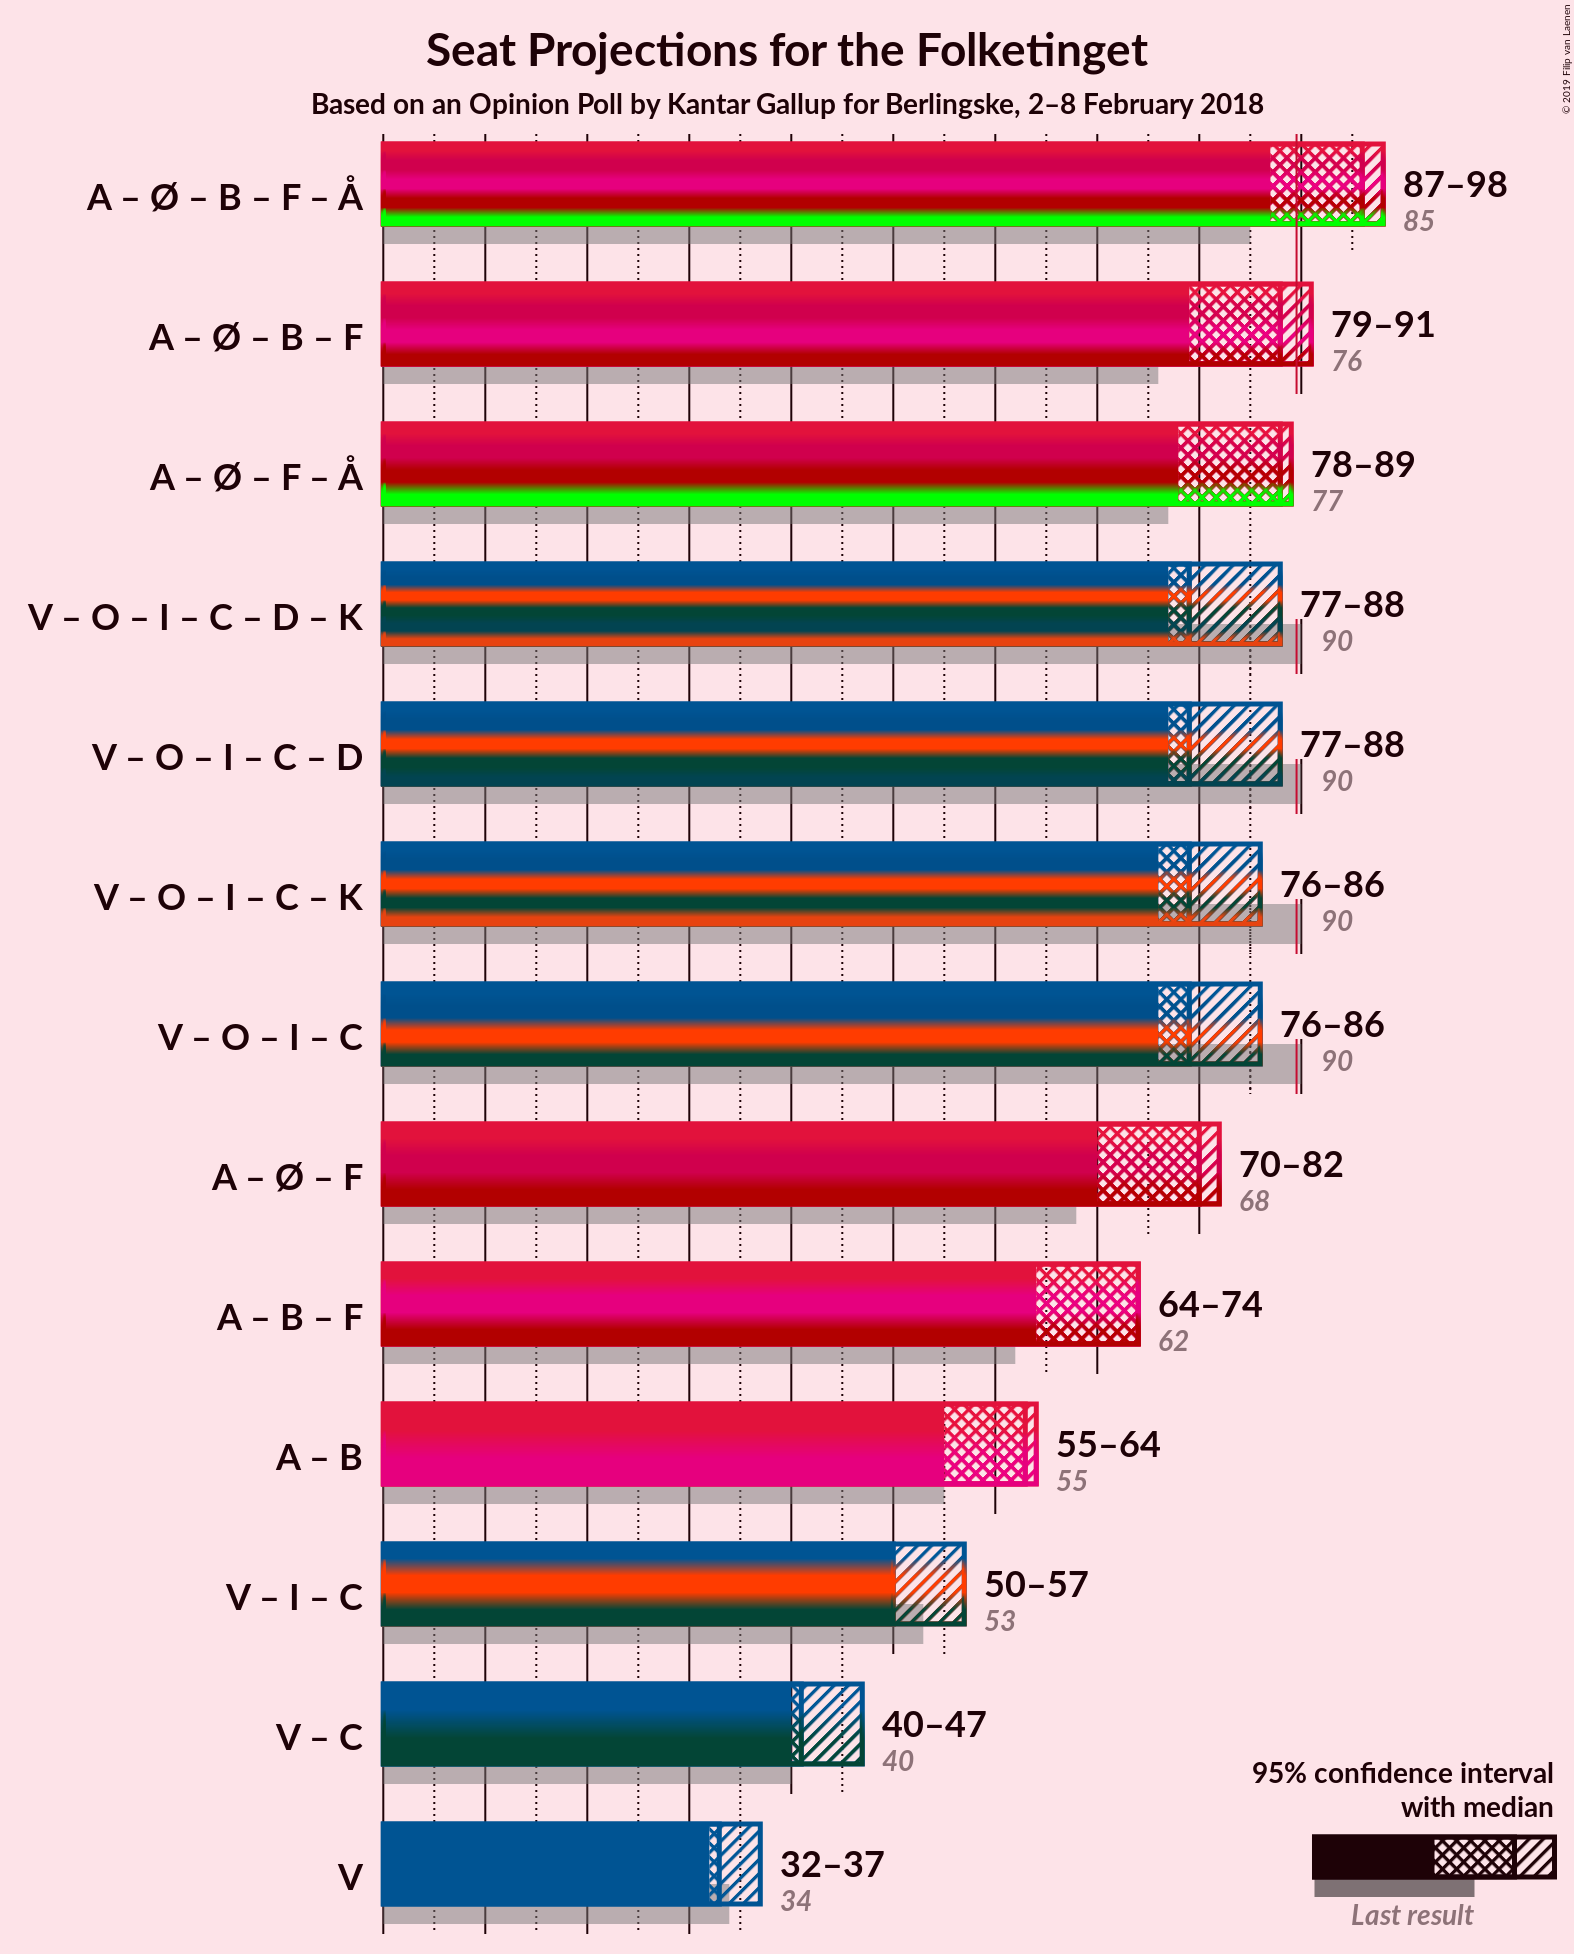 © 2019 Filip van Laenen
Seat Projections for the Folketinget
Based on an Opinion Poll by Kantar Gallup for Berlingske, 2–8 February 2018
A – Ø – B – F – Å
87–98
85
A – Ø – B – F
79–91
76
A – Ø – F – Å
78–89
77
V – O – I – C – D – K
77–88
90
V – O – I – C – D
77–88
90
V – O – I – C – K
76–86
90
V – O – I – C
76–86
90
A – Ø – F
70–82
68
A – B – F
64–74
62
A – B
55–64
55
V – I – C
50–57
53
V – C
40–47
40
V
32–37
34
95% confidence interval
with median
Last result